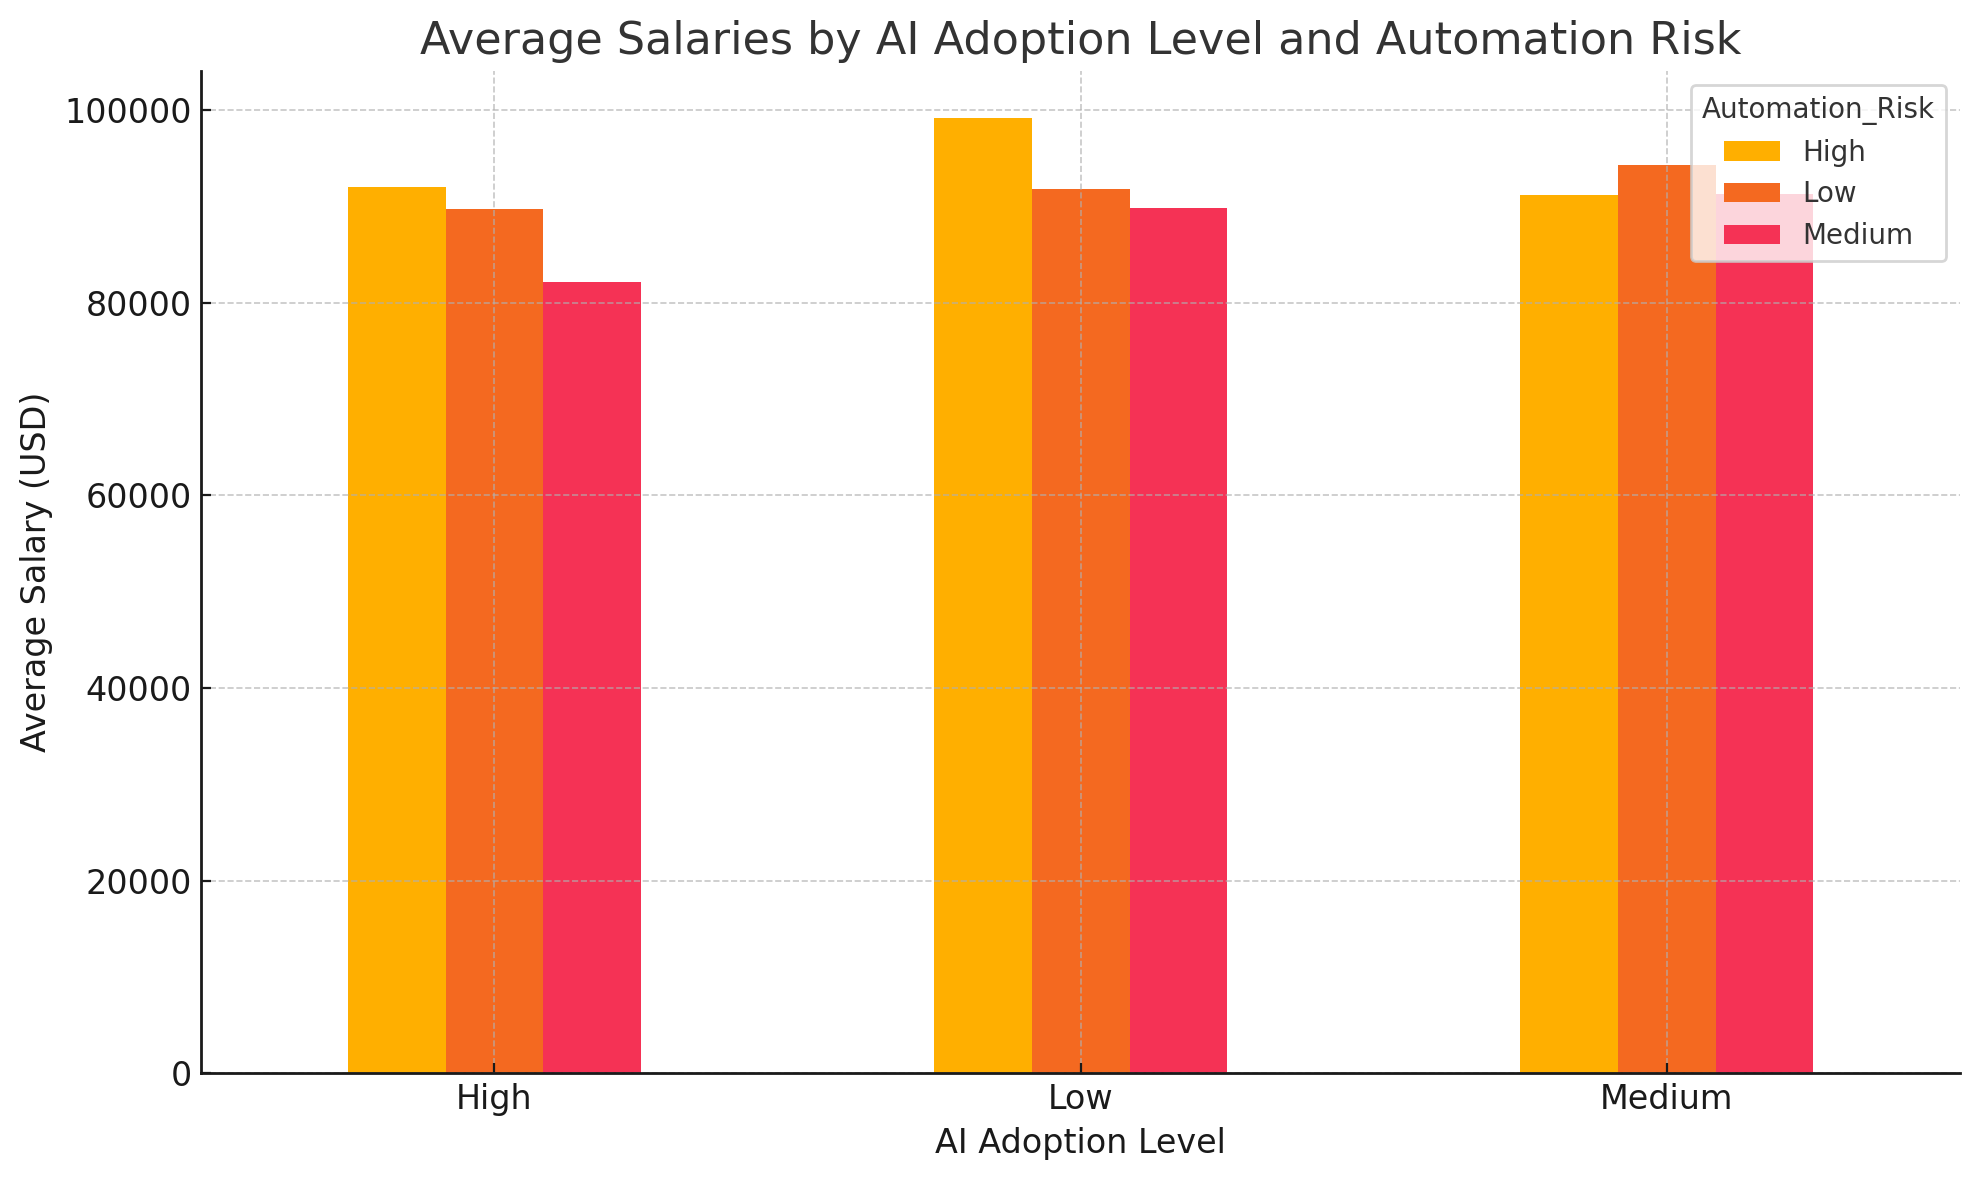 Average Salaries by AI Adoption Level and Automation Risk
Automation_Risk
High
Low
Medium
Average Salary (USD)
100000
80000
60000
40000
20000
0
High Low Medium
AI Adoption Level